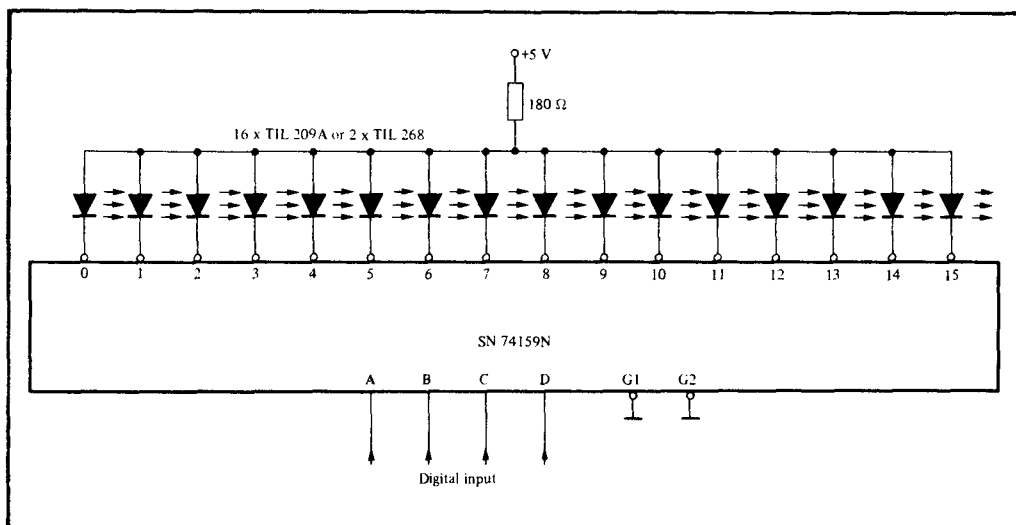 +5 V
180 Ω
16 x TIL 209A or 2 x TIL 268
0 1 2 3 4 5 6 7 8 9 10 11 12 13 14 15
SN 74159N
A B C D G1 G2
Digital input